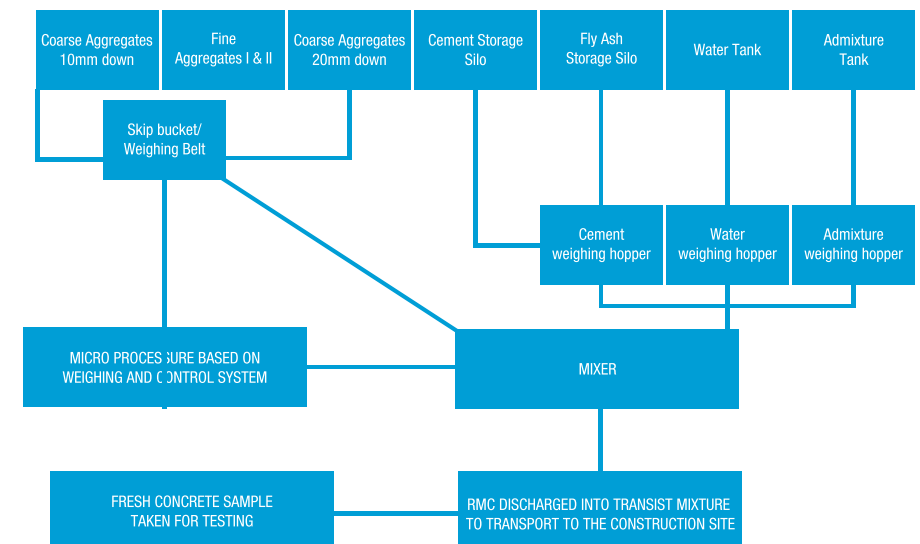 Coarse Aggregates
10mm down
Fine
Aggregates I & II
Coarse Aggregates
20mm down
Cement Storage
Silo
Fly Ash
Storage Silo
Water Tank
Admixture
Tank
Skip bucket/
Weighing Belt
Cement
weighing hopper
Water
weighing hopper
Admixture
weighing hopper
MICRO PROCESSURE BASED ON
WEIGHING AND CONTROL SYSTEM
MIXER
FRESH CONCRETE SAMPLE
TAKEN FOR TESTING
RMC DISCHARGED INTO TRANSIST MIXTURE
TO TRANSPORT TO THE CONSTRUCTION SITE